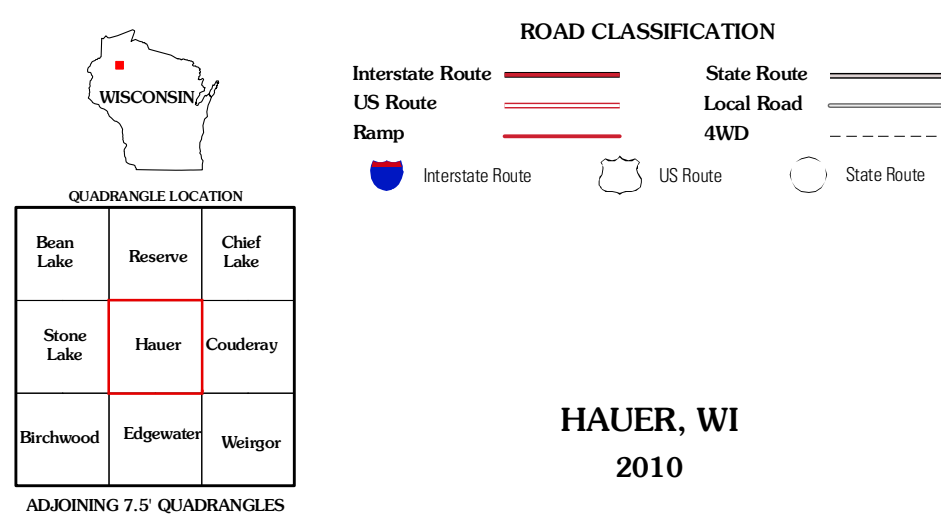 WISCONSIN
QUADRANGLE LOCATION
Bean
Lake
Reserve
Chief
Lake
Stone
Lake
Hauer
Couderay
Birchwood
Edgewater
Weirgor
ADJOINING 7.5' QUADRANGLES
ROAD CLASSIFICATION
Interstate Route
State Route
US Route
Local Road
Ramp
4WD
Interstate Route
US Route
State Route
HAUER, WI
2010